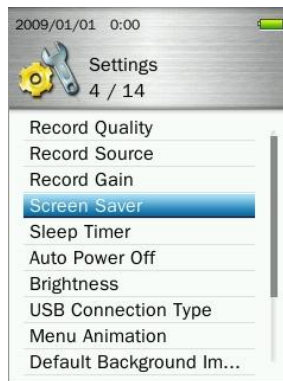 2009/01/01 0:00
Settings
4 / 14
Record Quality
Record Source
Record Gain
Screen Saver
Sleep Timer
Auto Power Off
Brightness
USB Connection Type
Menu Animation
Default Background Im...